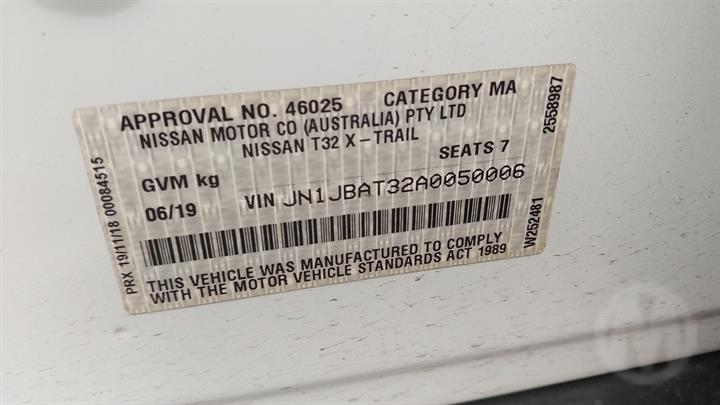 APPROVAL NO. 46025 CATEGORY MA
NISSAN MOTOR CO (AUSTRALIA) PTY LTD
NISSAN T32 X-TRAIL
GVM kg SEATS 7
06/19 VIN JN1JBAT32A0050006
THIS VEHICLE WAS MANUFACTURED TO COMPLY
WITH THE MOTOR VEHICLE STANDARDS ACT 1989
PRX 19/11/18 00084515
2558987
W252481
M